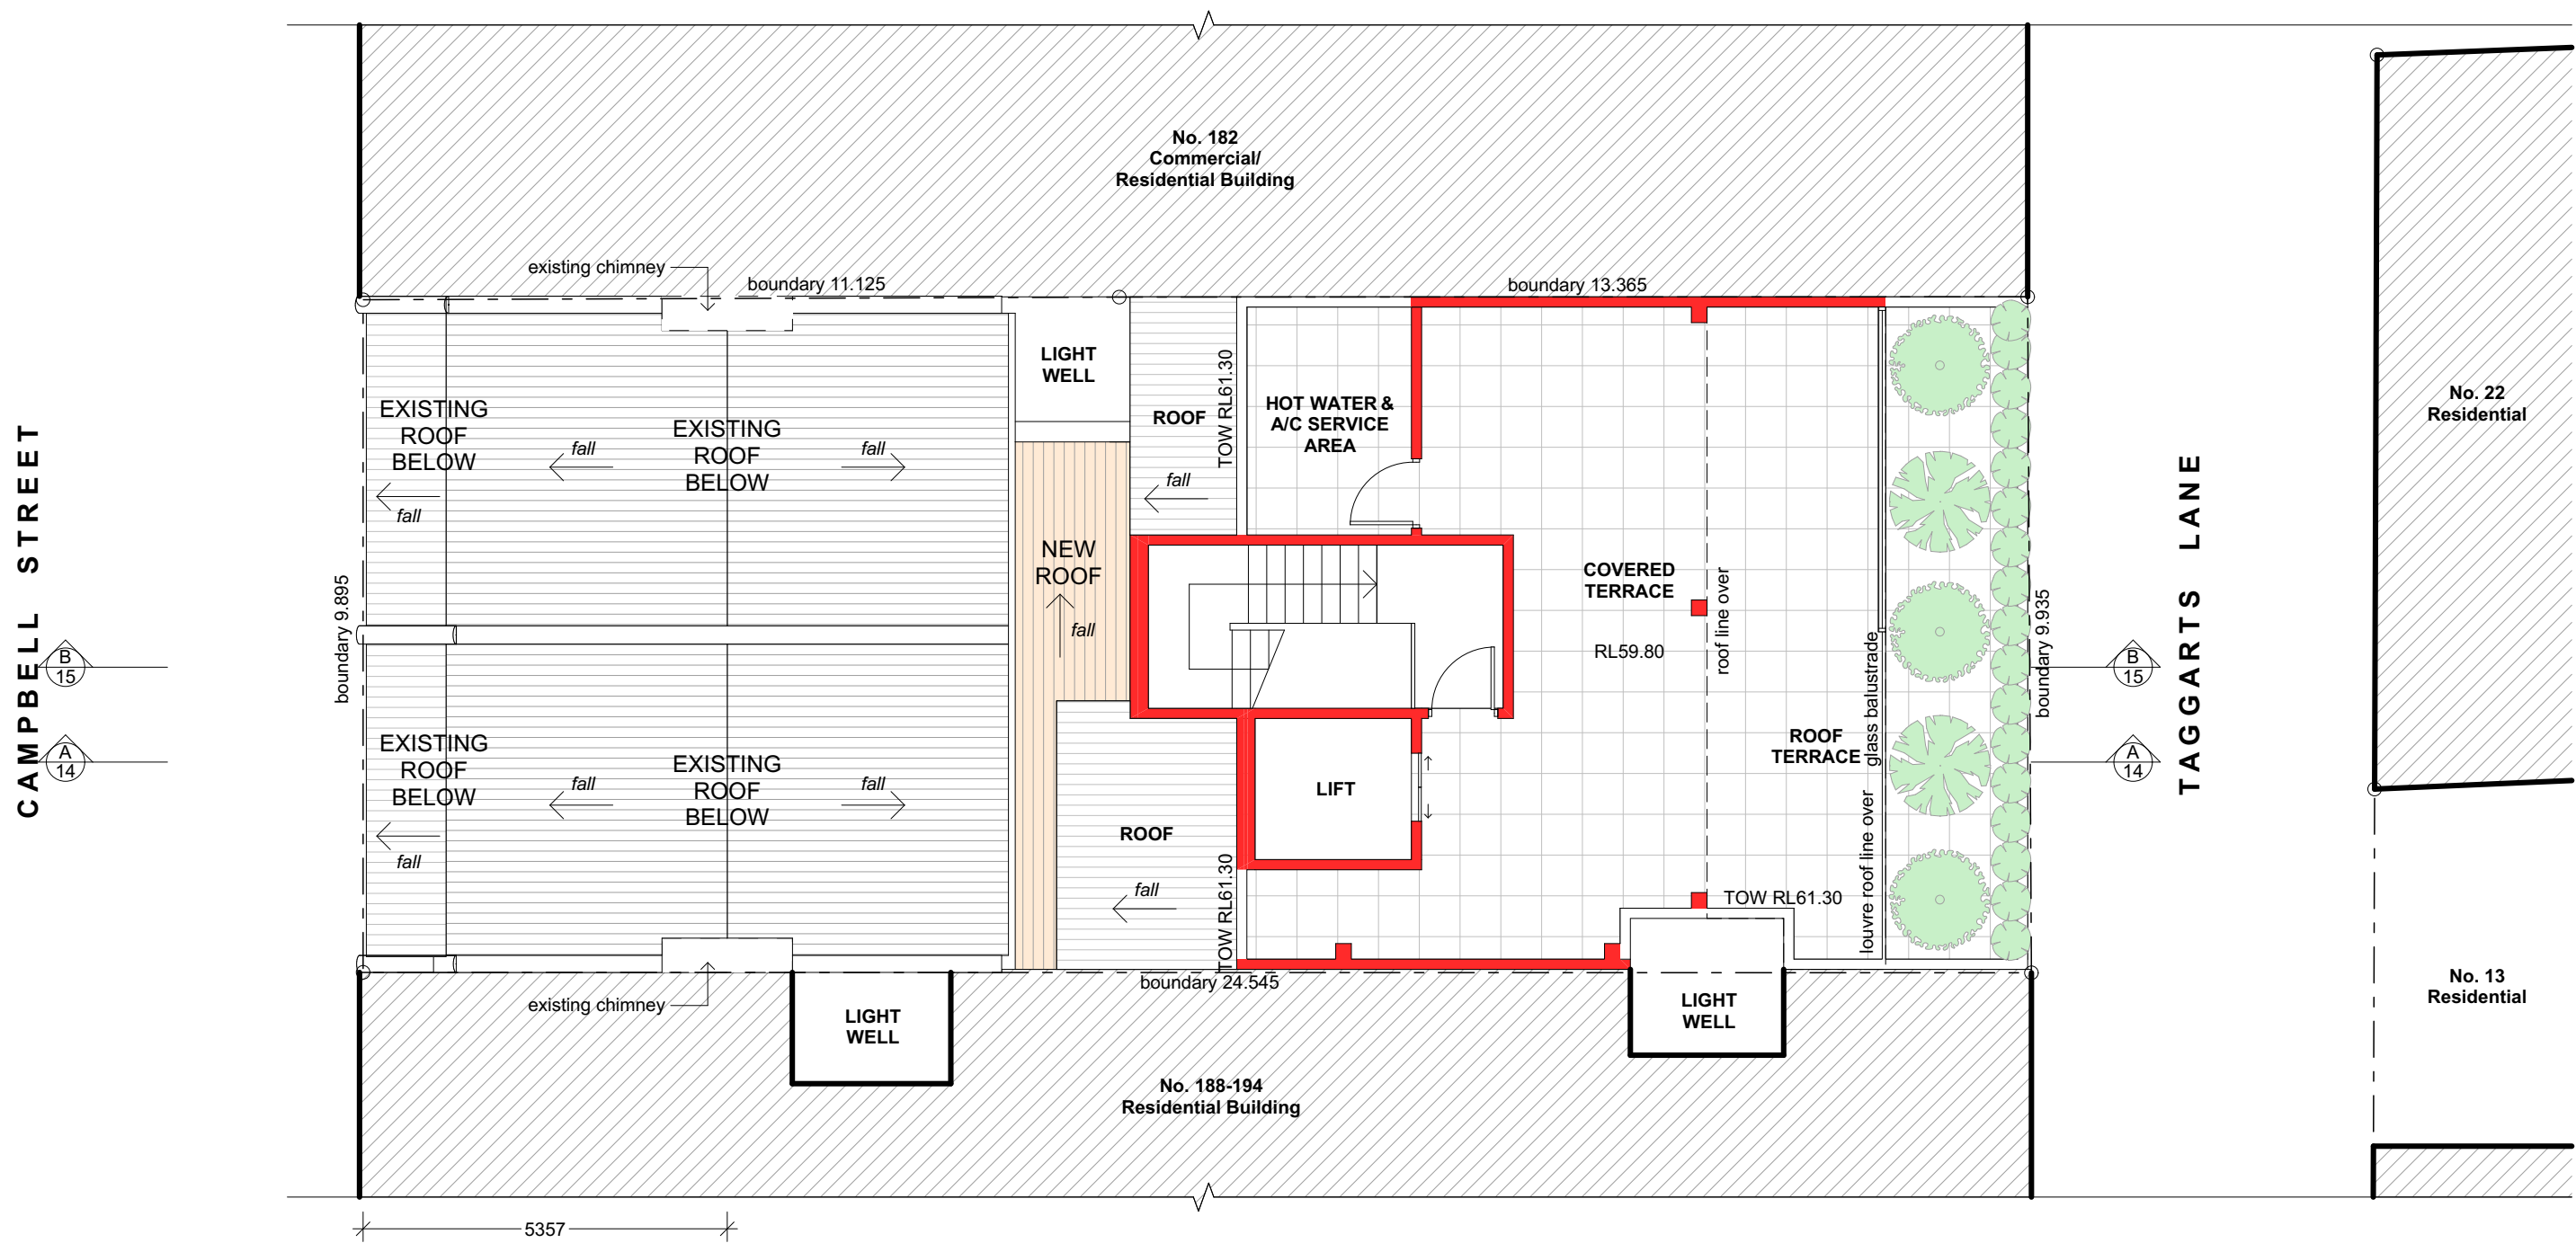 No. 182
Commercial/
Residential Building
existing chimney
boundary 11.125
boundary 13.365
LIGHT
WELL
ROOF
fall
TOW RL61.30
HOT WATER &
A/C SERVICE
AREA
EXISTING
ROOF
BELOW
fall
EXISTING
ROOF
BELOW
fall
fall
NEW
ROOF
fall
COVERED
TERRACE
RL59.80
roof line over
glass balustrade
ROOF
TERRACE
louvre roof line over
TOW RL61.30
boundary 9.895
boundary 9.935
CAMPBELL STREET
B
15
A
14
TAGGARTS LANE
B
15
A
14
No. 22
Residential
EXISTING
ROOF
BELOW
fall
EXISTING
ROOF
BELOW
fall
fall
LIFT
ROOF
fall
TOW RL61.30
boundary 24.545
existing chimney
LIGHT
WELL
LIGHT
WELL
No. 13
Residential
No. 188-194
Residential Building
5357